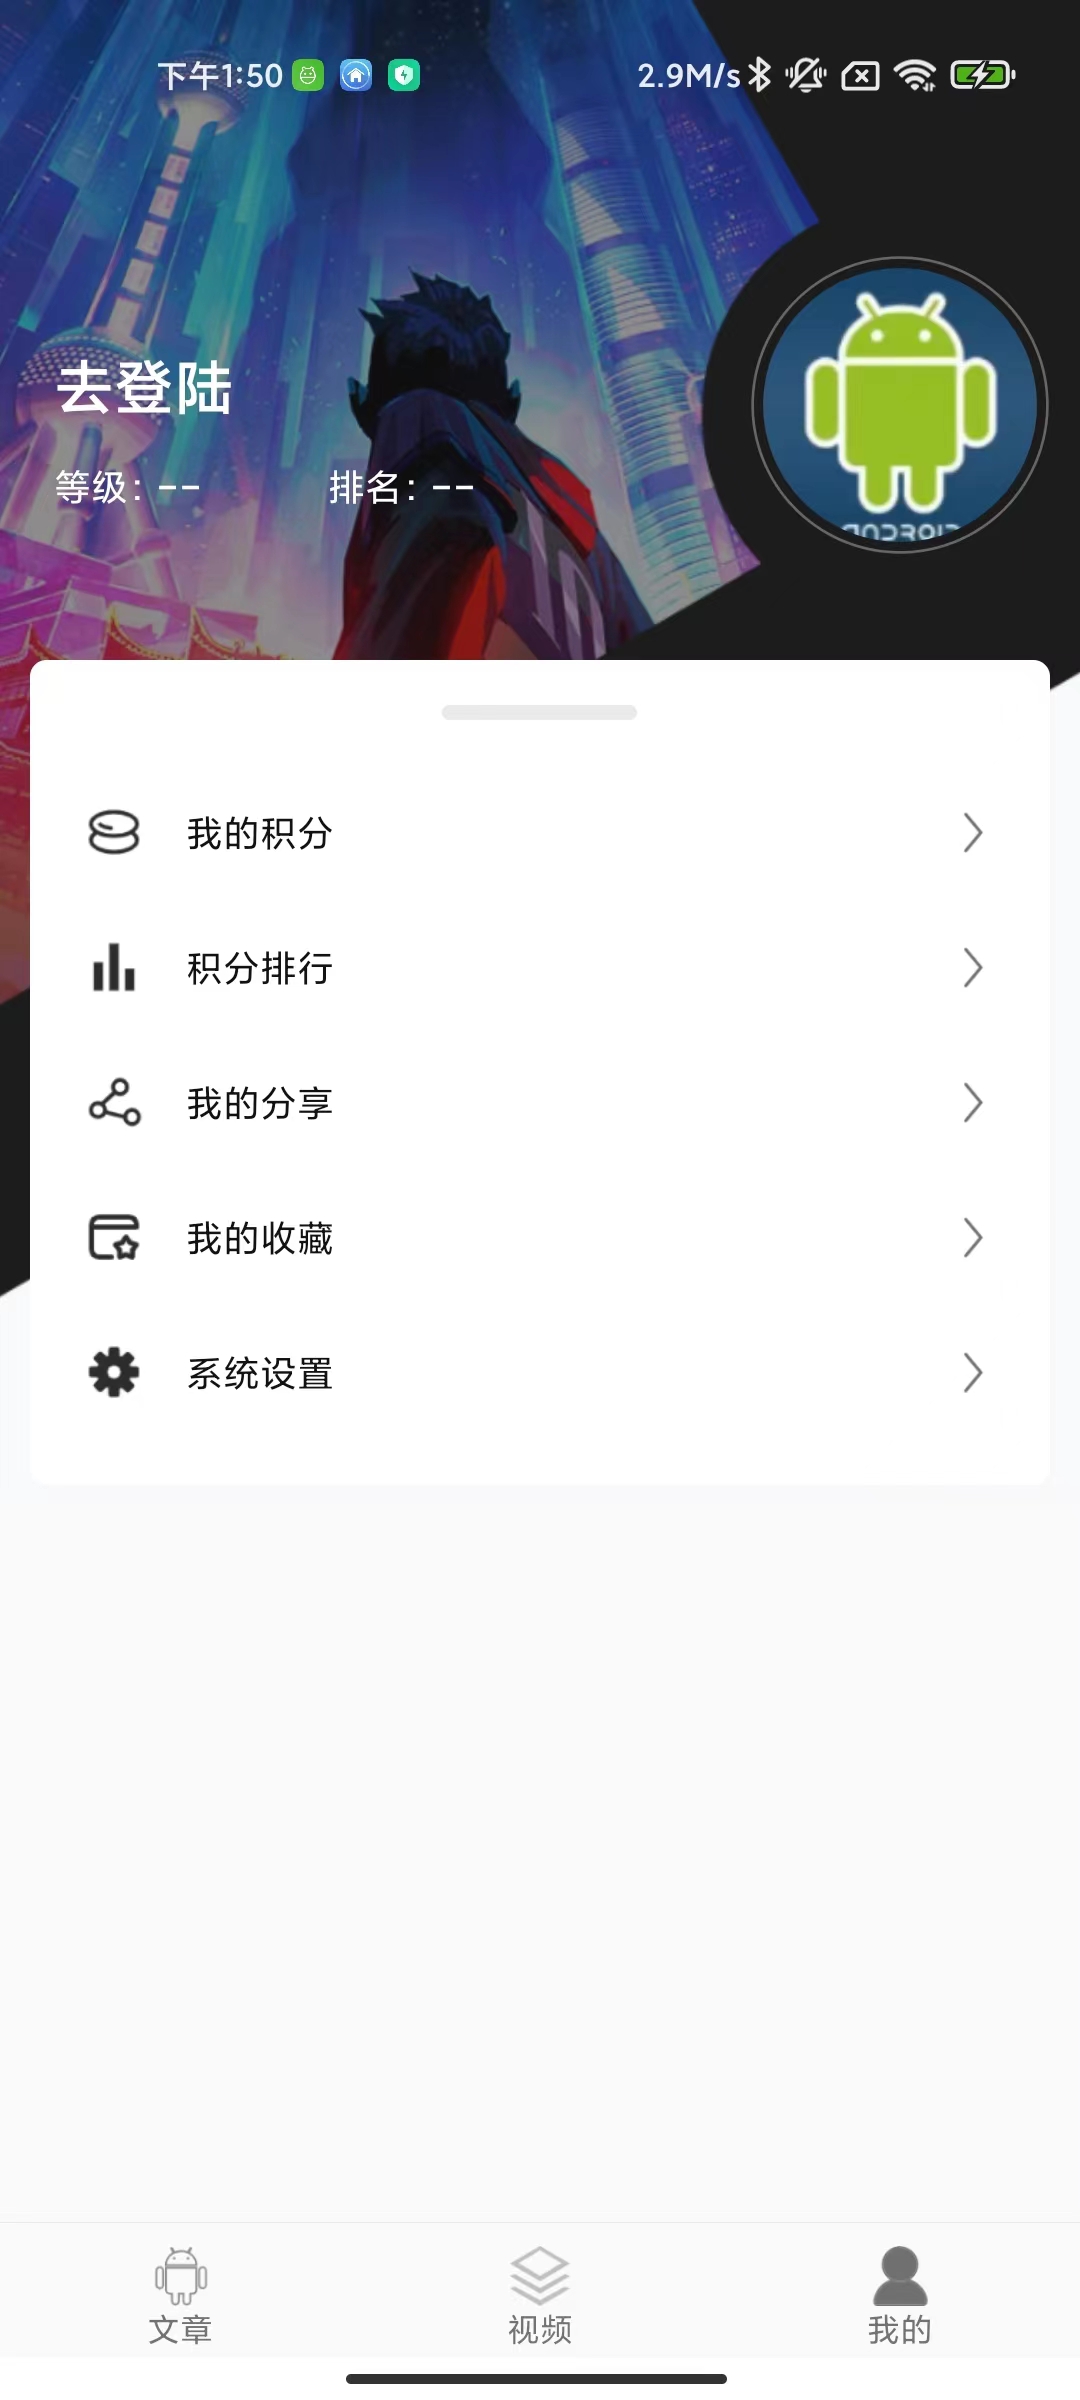 下午1:50
2.9M/s
去登陆
等级：--
排名：--
ANDROID
我的积分
积分排行
我的分享
我的收藏
系统设置
文章
视频
我的